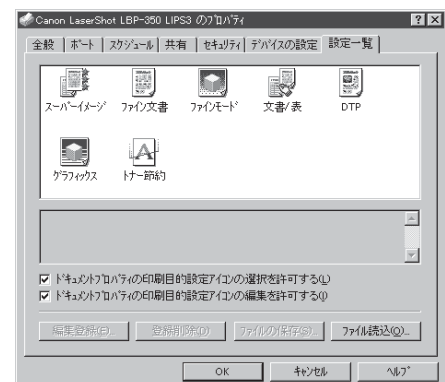 Canon LaserShot LBP-350 LIPS3 のﾌﾟﾛﾊﾟﾃｨ
全般 ﾎﾟｰﾄ ｽｹｼﾞｭｰﾙ 共有 ｾｷｭﾘﾃｨ ﾃﾞﾊﾞｲｽの設定 設定一覧
ｽｰﾊﾟｰｲﾒｰｼﾞ ﾌｧｲﾝ文書 ﾌｧｲﾝﾓｰﾄﾞ 文書/表 DTP
ｸﾞﾗﾌｨｯｸｽ ﾄﾅｰ節約
ﾄﾞｷｭﾒﾝﾄﾌﾟﾛﾊﾟﾃｨの印刷目的設定ｱｲｺﾝの選択を許可する(L)
ﾄﾞｷｭﾒﾝﾄﾌﾟﾛﾊﾟﾃｨの印刷目的設定ｱｲｺﾝの編集を許可する(I)
編集登録(E)... 登録削除(D) ﾌｧｲﾙの保存(S)... ﾌｧｲﾙ読込(O)...
OK ｷｬﾝｾﾙ ﾍﾙﾌﾟ